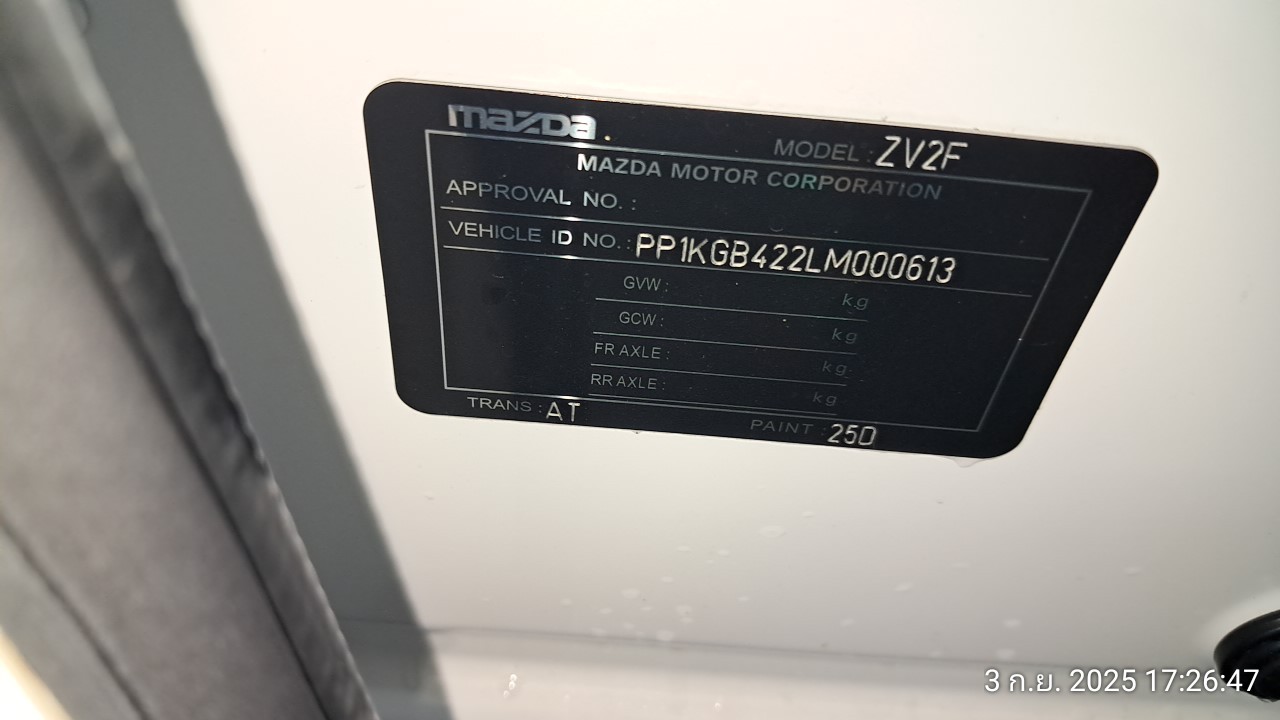 mazda
MODEL : ZV2F
MAZDA MOTOR CORPORATION
APPROVAL NO. :
VEHICLE ID NO. : PP1KGB422LM000613
GVW : kg
GCW : kg
FR AXLE : kg
RR AXLE : kg
TRANS : AT
PAINT : 25D
3 ก.ย. 2025 17:26:47